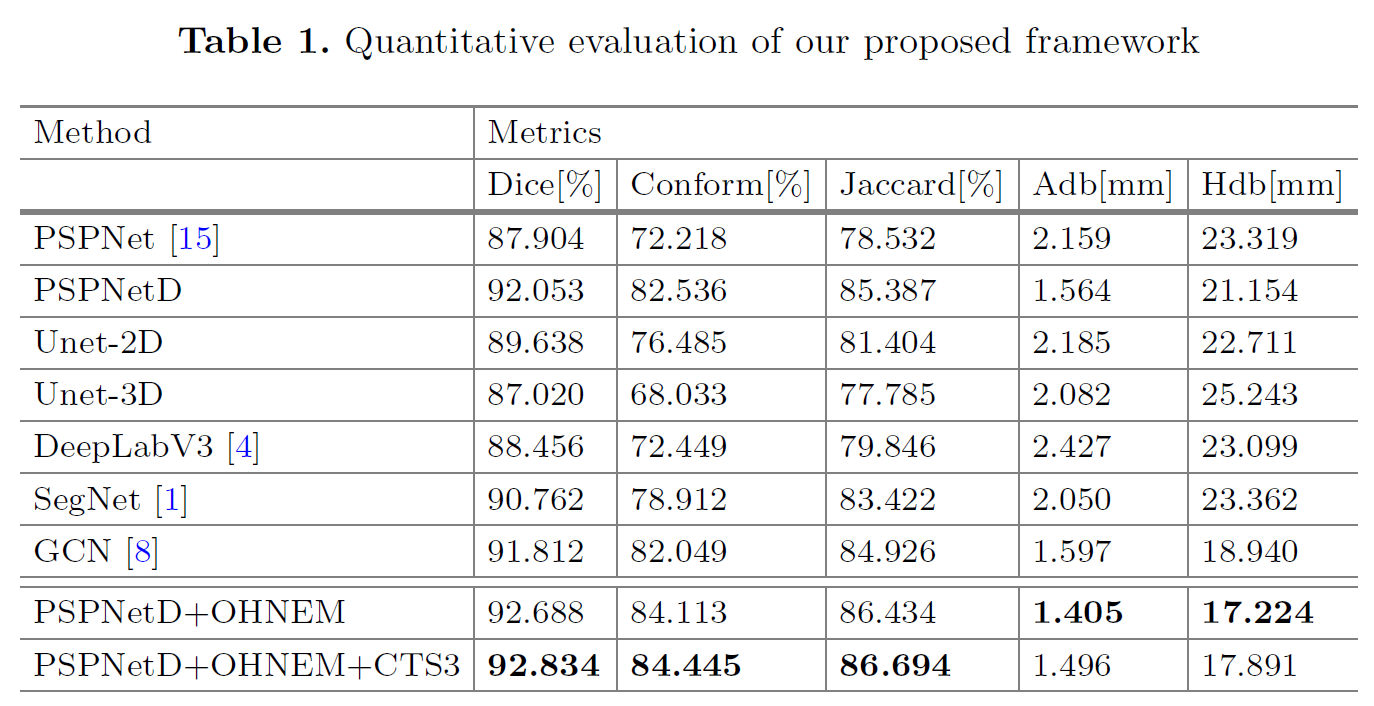 Table 1. Quantitative evaluation of our proposed framework
Method Metrics
Dice[%] Conform[%] Jaccard[%] Adb[mm] Hdb[mm]
PSPNet [15] 87.904 72.218 78.532 2.159 23.319
PSPNetD 92.053 82.536 85.387 1.564 21.154
Unet-2D 89.638 76.485 81.404 2.185 22.711
Unet-3D 87.020 68.033 77.785 2.082 25.243
DeepLabV3 [4] 88.456 72.449 79.846 2.427 23.099
SegNet [1] 90.762 78.912 83.422 2.050 23.362
GCN [8] 91.812 82.049 84.926 1.597 18.940
PSPNetD+OHNEM 92.688 84.113 86.434 1.405 17.224
PSPNetD+OHNEM+CTS3 92.834 84.445 86.694 1.496 17.891